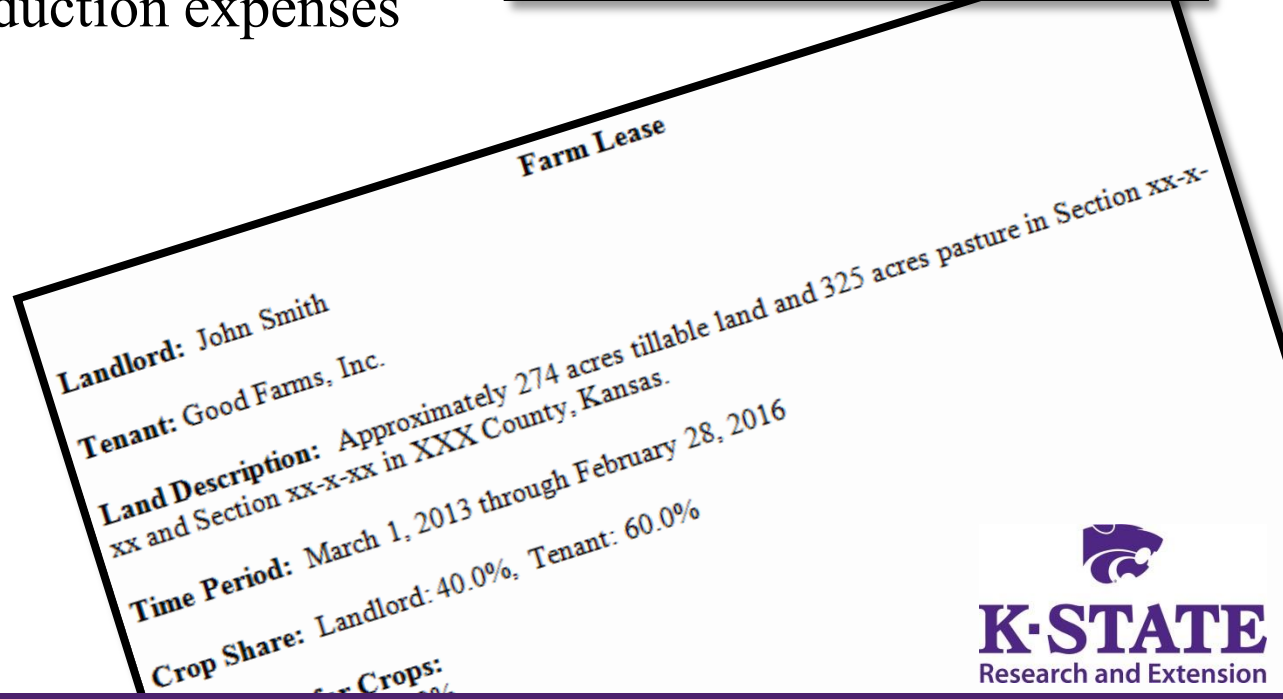 expenses
Farm Lease
Landlord: John Smith
Tenant: Good Farms, Inc.
Land Description: Approximately 274 acres tillable land and 325 acres pasture in Section xx-x-
xx and Section xx-x-xx in XXX County, Kansas.
Time Period: March 1, 2013 through February 28, 2016
Crop Share: Landlord: 40.0%, Tenant: 60.0%
Crops:
K-STATE
Research and Extension